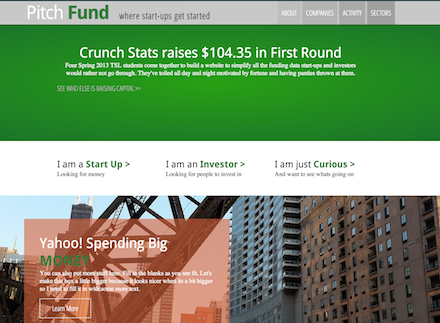 Pitch Fund where start-ups get started
ABOUT COMPANIES ACTIVITY SECTORS
Crunch Stats raises $104.35 in First Round
Four Spring 2013 TSL students come together to build a website to simplify all the funding data start-ups and investors
would rather not go through. They've toiled all day and night motivated by fortune and having panties thrown at them.
SEE WHO ELSE IS RAISING CAPITAL >>
I am a Start Up >
Looking for money
I am an Investor >
Looking for people to invest in
I am just Curious >
And want to see whats going on
Yahoo! Spending Big
MONEY
You can also put more stuff here. Fill in the blanks as you see fit. Let's
make this box a little bigger because it looks nicer when its a bit bigger
so I need to fill it in with some more text.
Learn More